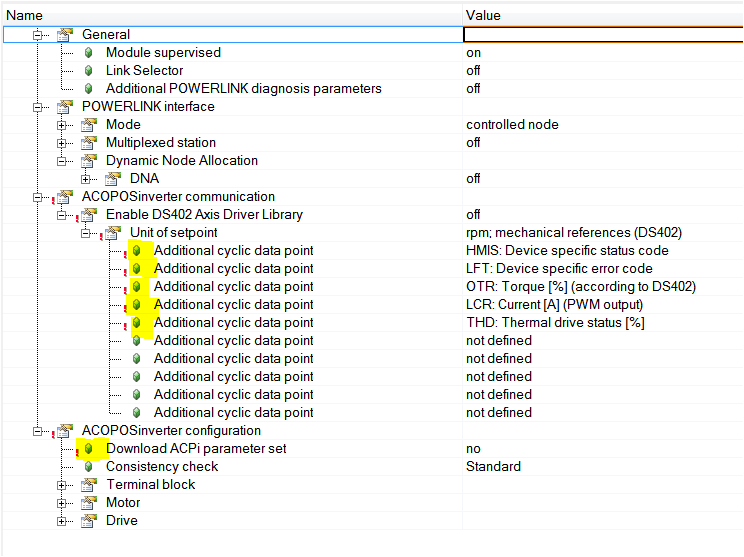 Name Value
General
Module supervised on
Link Selector off
Additional POWERLINK diagnosis parameters off
POWERLINK interface
Mode controlled node
Multiplexed station off
Dynamic Node Allocation
DNA off
ACOPOSinverter communication
Enable DS402 Axis Driver Library off
Unit of setpoint rpm; mechanical references (DS402)
Additional cyclic data point HMIS: Device specific status code
Additional cyclic data point LFT: Device specific error code
Additional cyclic data point OTR: Torque [%] (according to DS402)
Additional cyclic data point LCR: Current [A] (PWM output)
Additional cyclic data point THD: Thermal drive status [%]
Additional cyclic data point not defined
Additional cyclic data point not defined
Additional cyclic data point not defined
Additional cyclic data point not defined
Additional cyclic data point not defined
ACOPOSinverter configuration
Download ACPi parameter set no
Consistency check Standard
Terminal block
Motor
Drive